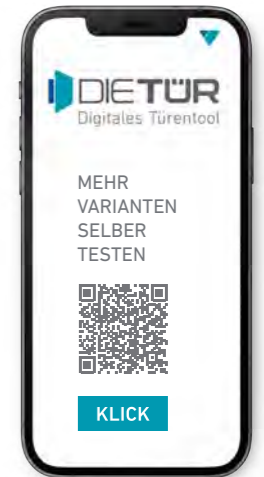 DIETÜR
Digitales Türentool
MEHR
VARIANTEN
SELBER
TESTEN
KLICK